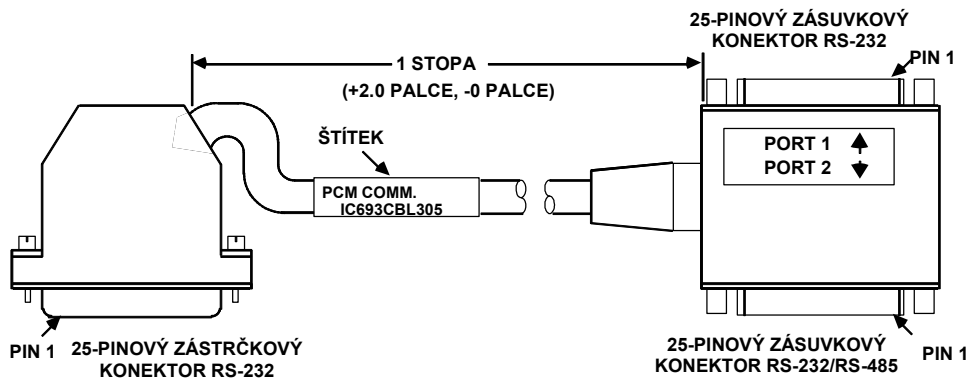 25-PINOVÝ ZÁSUVKOVÝ
KONEKTOR RS-232
PIN 1
1 STOPA
(+2.0 PALCE, -0 PALCE)
ŠTÍTEK
PORT 1
PORT 2
PCM COMM.
IC693CBL305
PIN 1
25-PINOVÝ ZÁSTRČKOVÝ
KONEKTOR RS-232
25-PINOVÝ ZÁSUVKOVÝ
KONEKTOR RS-232/RS-485
PIN 1